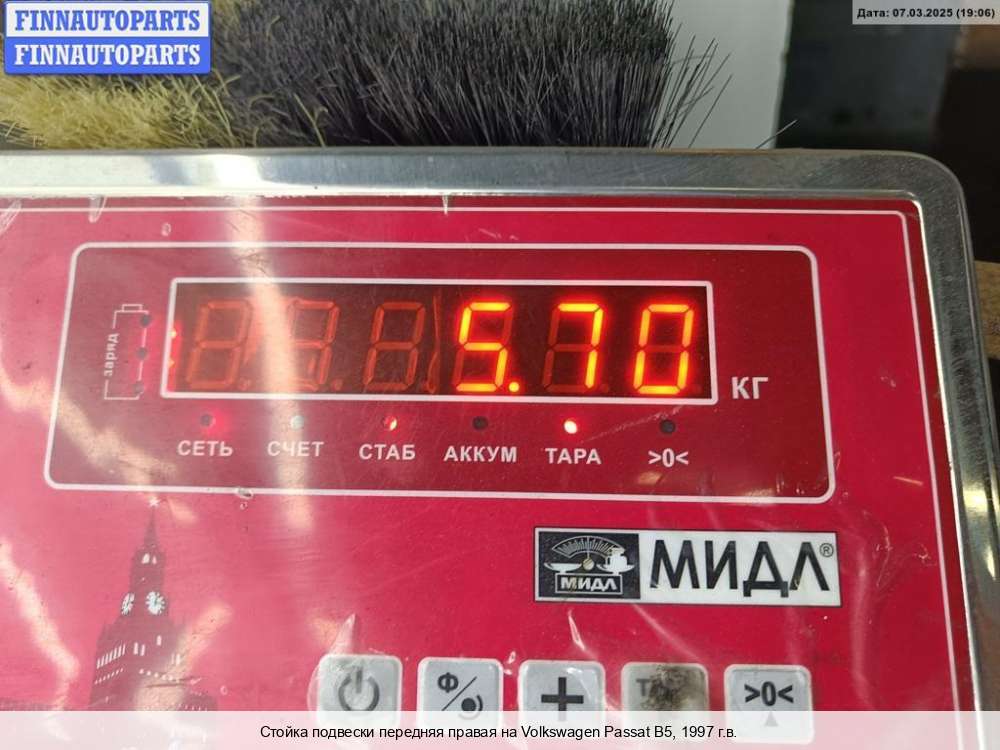 FINNAUTOPARTS
FINNAUTOPARTS
Дата: 07.03.2025 (19:06)
заряд
5.70
КГ
СЕТЬ СЧЕТ СТАБ АККУМ ТАРА >0<
МИДЛ МИДЛ®
Ф + >0<
Стойка подвески передняя правая на Volkswagen Passat B5, 1997 г.в.